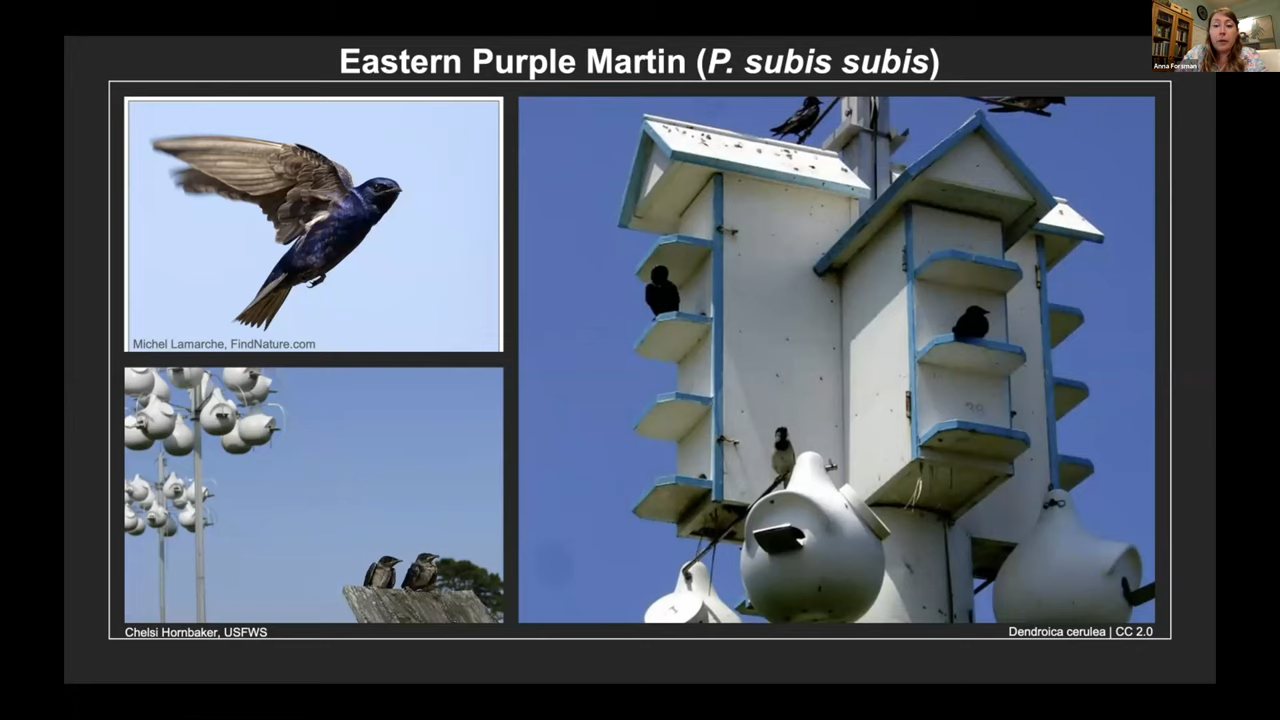 Eastern Purple Martin (P. subis subis)
Anna Forsman
Michel Lamarche, FindNature.com
Chelsi Hornbaker, USFWS
Dendroica cerulea | CC 2.0